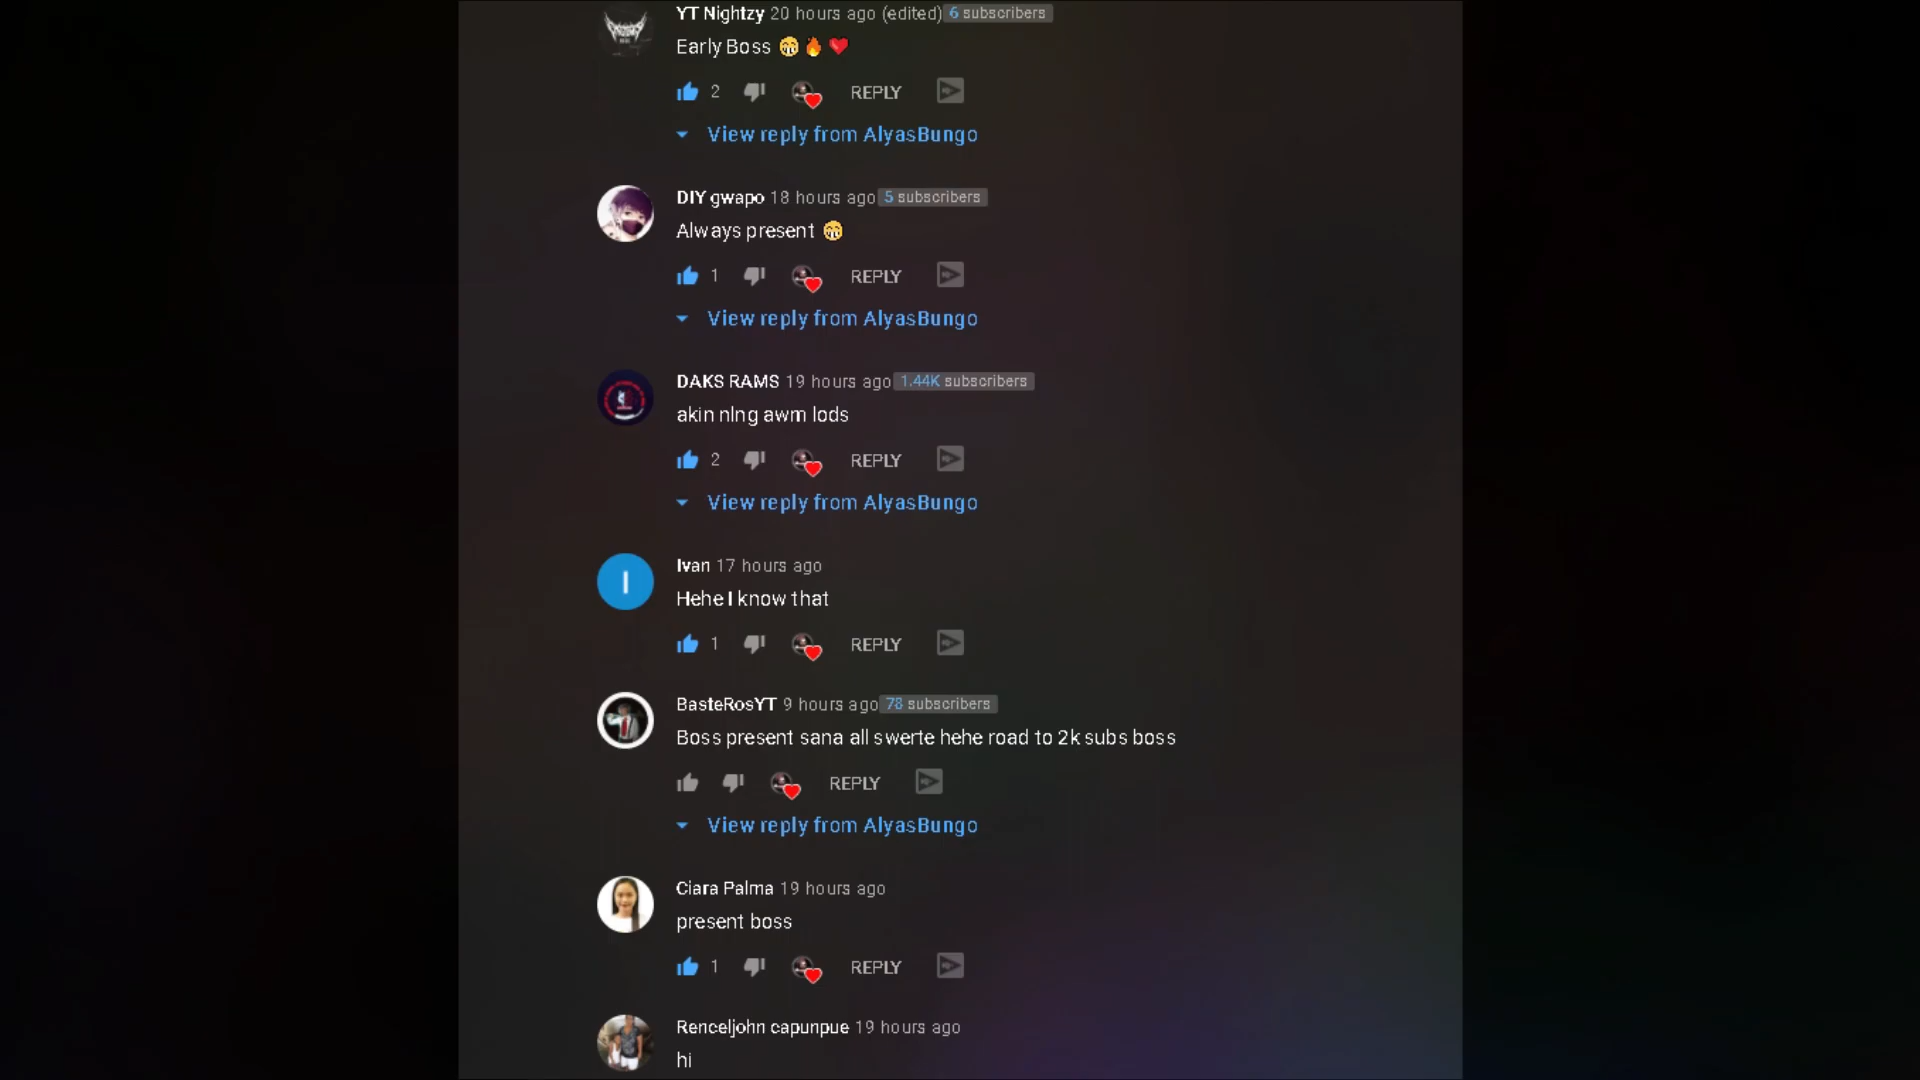 YT Nightzy 20 hours ago (edited) 6 subscribers
Early Boss 😁🔥❤️
2 REPLY
View reply from AlyasBungo
DIY gwapo 18 hours ago 5 subscribers
Always present 😁
1 REPLY
View reply from AlyasBungo
DAKS RAMS 19 hours ago 1.44K subscribers
akin nlng awm lods
2 REPLY
View reply from AlyasBungo
I
Ivan 17 hours ago
Hehe I know that
1 REPLY
BasteRosYT 9 hours ago 78 subscribers
Boss present sana all swerte hehe road to 2k subs boss
REPLY
View reply from AlyasBungo
Ciara Palma 19 hours ago
present boss
1 REPLY
Renceljohn capunpue 19 hours ago
hi